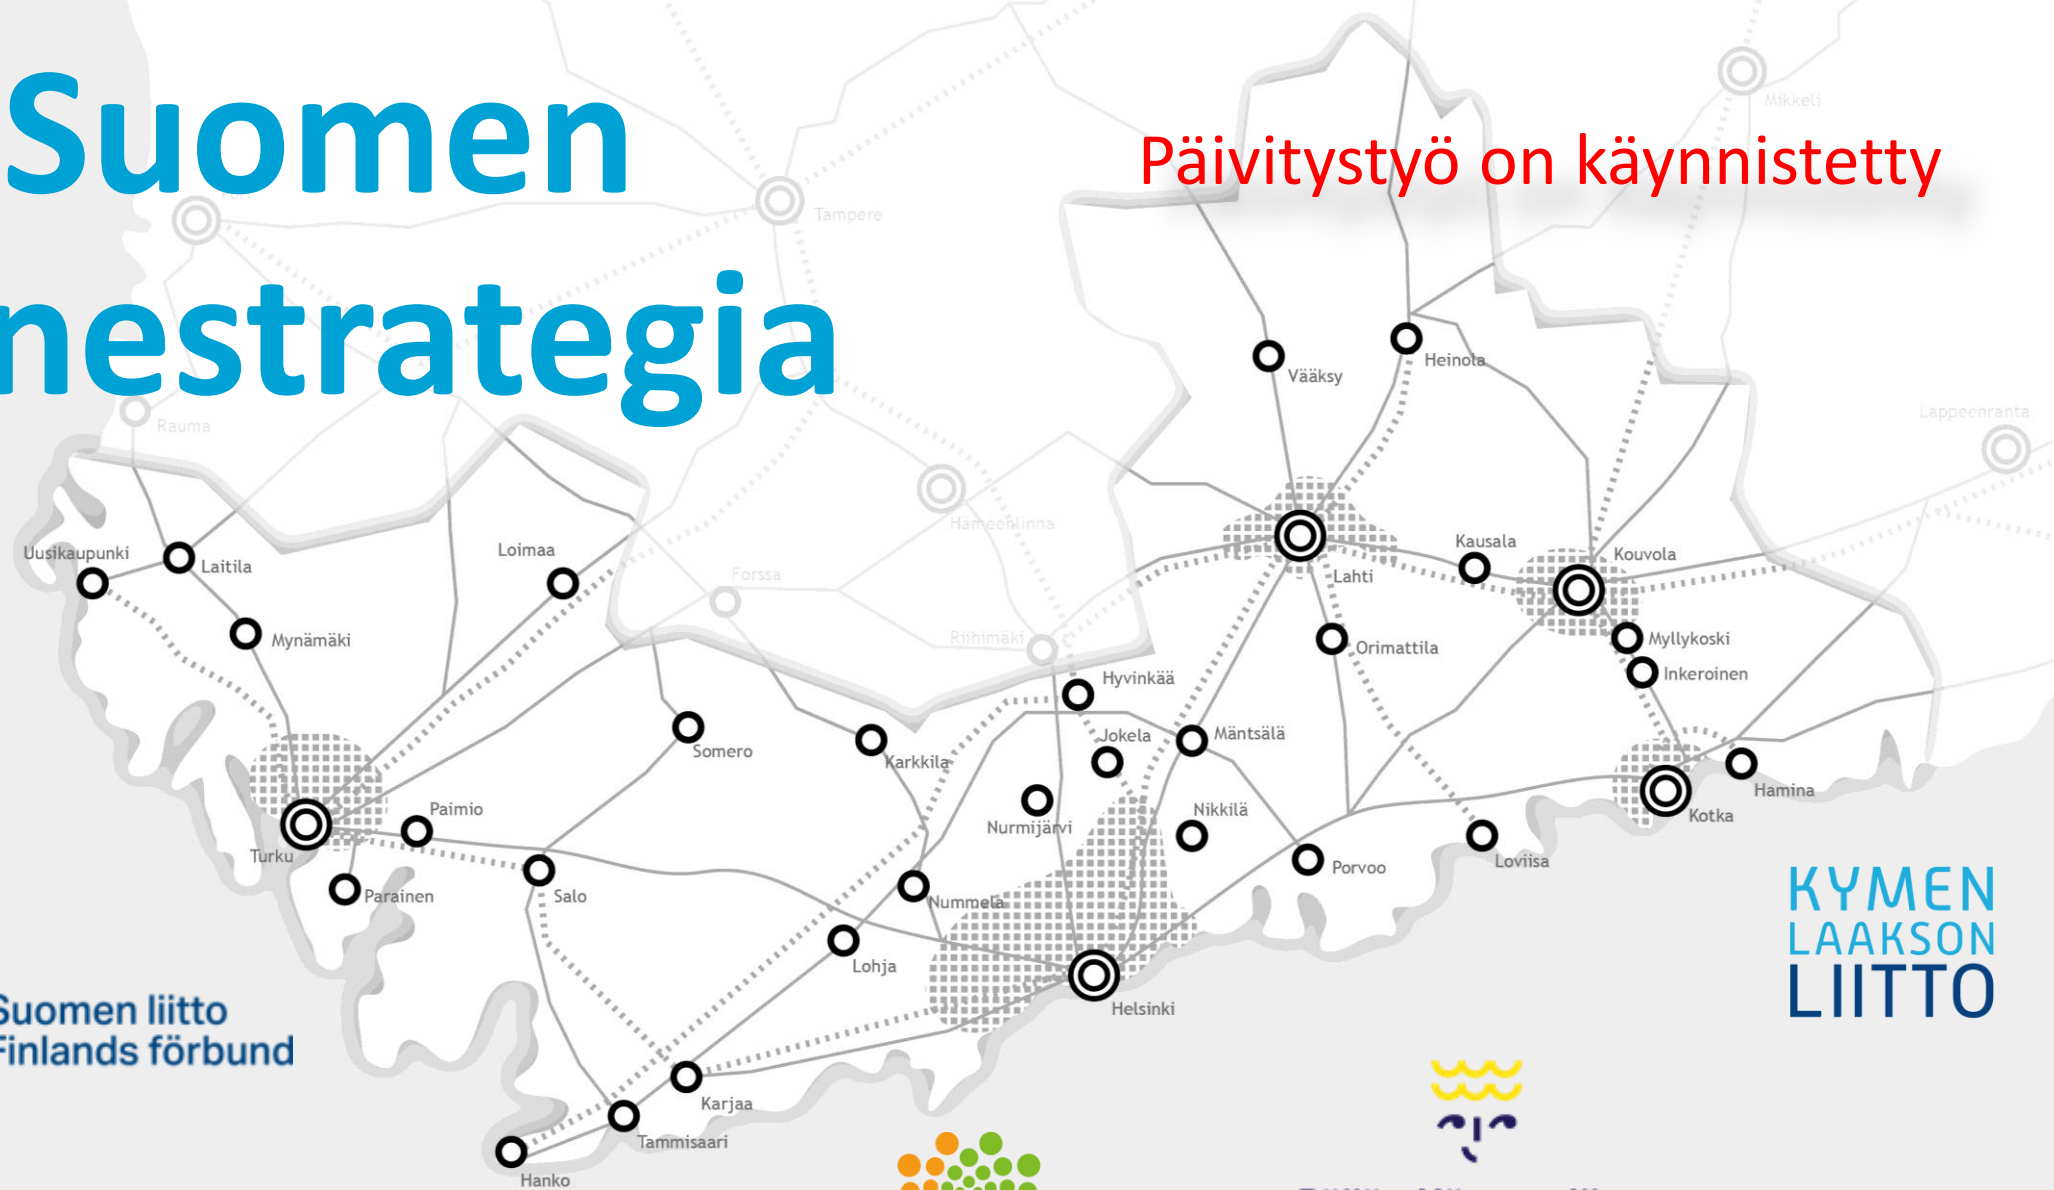 Suomen
nestrategia
Päivitystyö on käynnistetty
Mikkeli
Tampere
Rauma
Lappeenranta
Vääksy
Heinola
Hämeenlinna
Uusikaupunki
Laitila
Loimaa
Forssa
Lahti
Kausala
Kouvola
Mynämäki
Riihimäki
Orimattila
Myllykoski
Inkeroinen
Hyvinkää
Somero
Karkkila
Jokela
Mäntsälä
Hamina
Kotka
Paimio
Nurmijärvi
Nikkilä
Turku
Parainen
Salo
Nummela
Porvoo
Loviisa
Lohja
Helsinki
Karjaa
Tammisaari
Hanko
Suomen liitto
Finlands förbund
KYMEN
LAAKSON
LIITTO